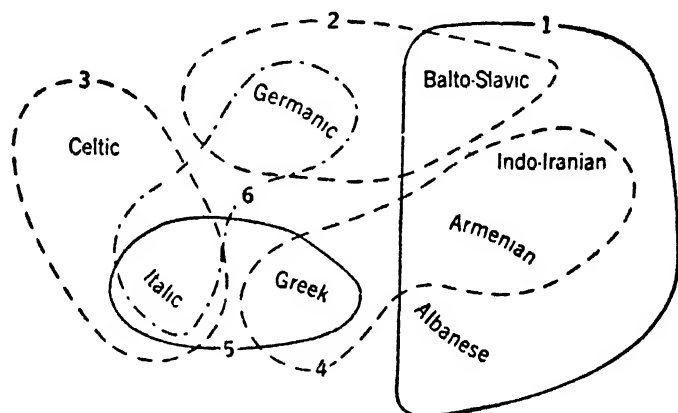 2
1
3
Balto-Slavic
Germanic
Celtic
Indo-Iranian
6
Armenian
Italic
Greek
Albanese
5
4